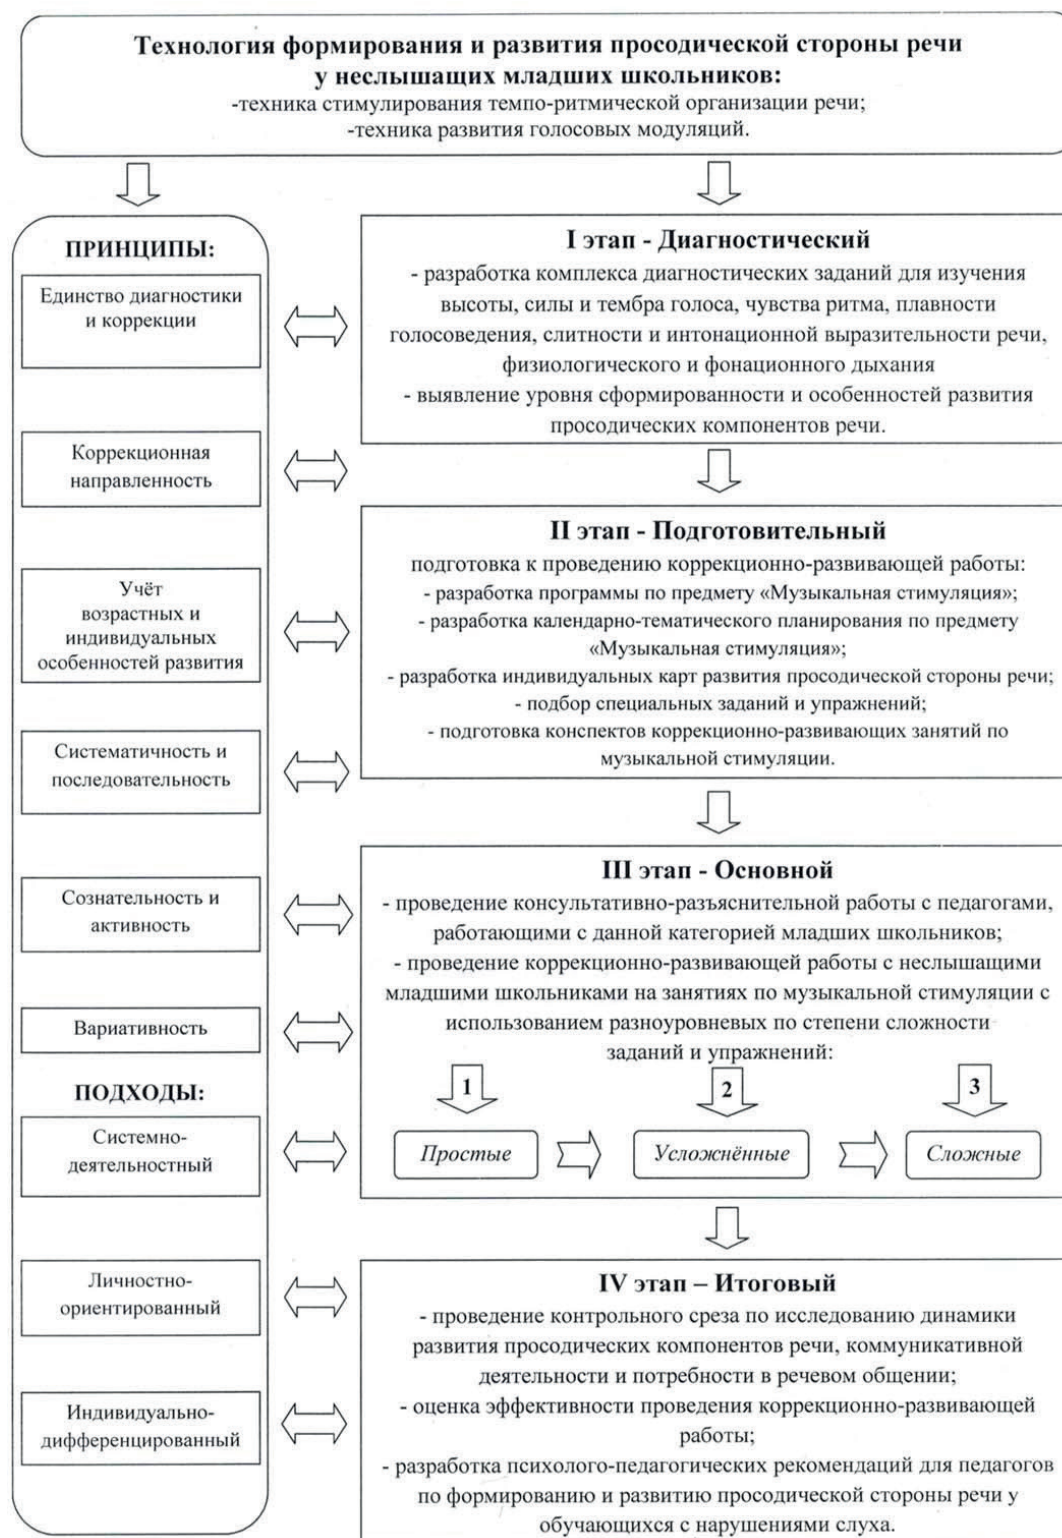 Технология формирования и развития просодической стороны речи
у неслышащих младших школьников:
-техника стимулирования темпо-ритмической организации речи;
-техника развития голосовых модуляций.
ПРИНЦИПЫ:
Единство диагностики
и коррекции
Коррекционная
направленность
Учёт
возрастных и
индивидуальных
особенностей развития
Систематичность и
последовательность
Сознательность и
активность
Вариативность
ПОДХОДЫ:
Системно-
деятельностный
Личностно-
ориентированный
Индивидуально-
дифференцированный
I этап - Диагностический
- разработка комплекса диагностических заданий для изучения
высоты, силы и тембра голоса, чувства ритма, плавности
голосоведения, слитности и интонационной выразительности речи,
физиологического и фонационного дыхания
- выявление уровня сформированности и особенностей развития
просодических компонентов речи.
II этап - Подготовительный
подготовка к проведению коррекционно-развивающей работы:
- разработка программы по предмету «Музыкальная стимуляция»;
- разработка календарно-тематического планирования по предмету
«Музыкальная стимуляция»;
- разработка индивидуальных карт развития просодической стороны речи;
- подбор специальных заданий и упражнений;
- подготовка конспектов коррекционно-развивающих занятий по
музыкальной стимуляции.
III этап - Основной
- проведение консультативно-разъяснительной работы с педагогами,
работающими с данной категорией младших школьников;
- проведение коррекционно-развивающей работы с неслышащими
младшими школьниками на занятиях по музыкальной стимуляции с
использованием разноуровневых по степени сложности
заданий и упражнений:
1 2 3
Простые Усложнённые Сложные
IV этап – Итоговый
- проведение контрольного среза по исследованию динамики
развития просодических компонентов речи, коммуникативной
деятельности и потребности в речевом общении;
- оценка эффективности проведения коррекционно-развивающей
работы;
- разработка психолого-педагогических рекомендаций для педагогов
по формированию и развитию просодической стороны речи у
обучающихся с нарушениями слуха.